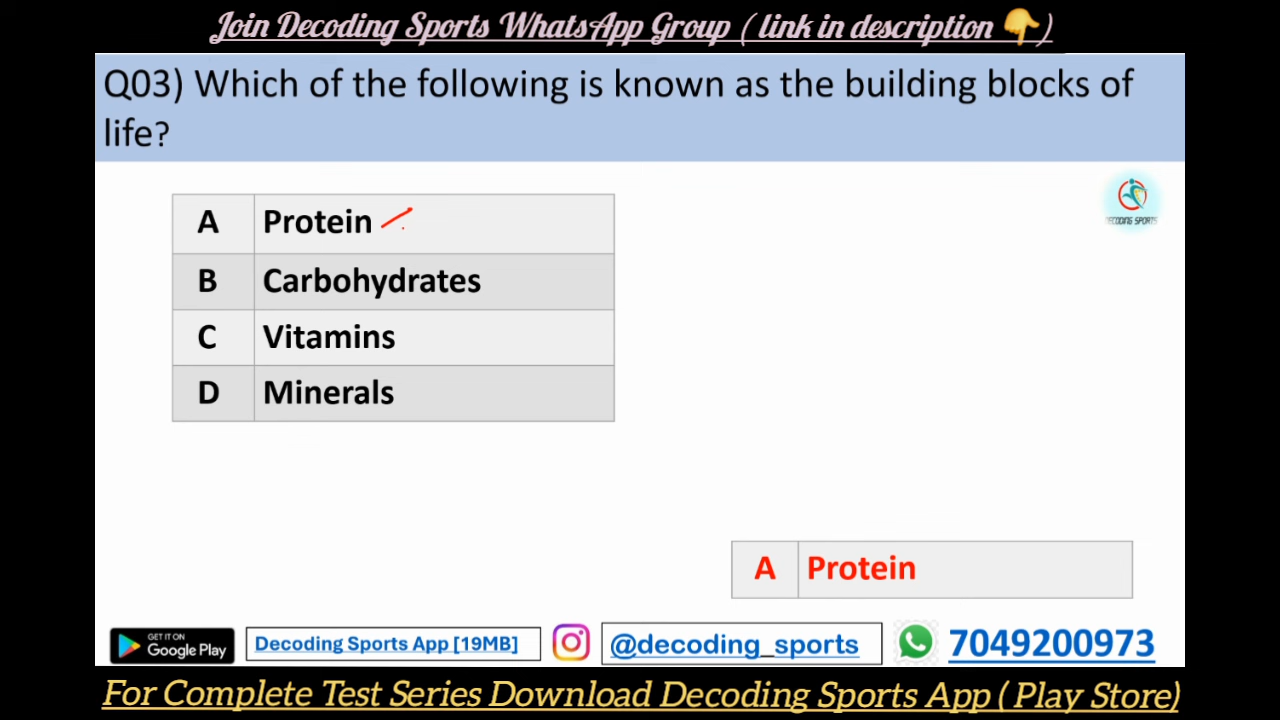 Join Decoding Sports WhatsApp Group ( link in description 👇)
Q03) Which of the following is known as the building blocks of
life?
DECODING SPORTS
A Protein
B Carbohydrates
C Vitamins
D Minerals
A Protein
GET IT ON
Google Play
Decoding Sports App [19MB]
@decoding_sports
7049200973
For Complete Test Series Download Decoding Sports App ( Play Store)